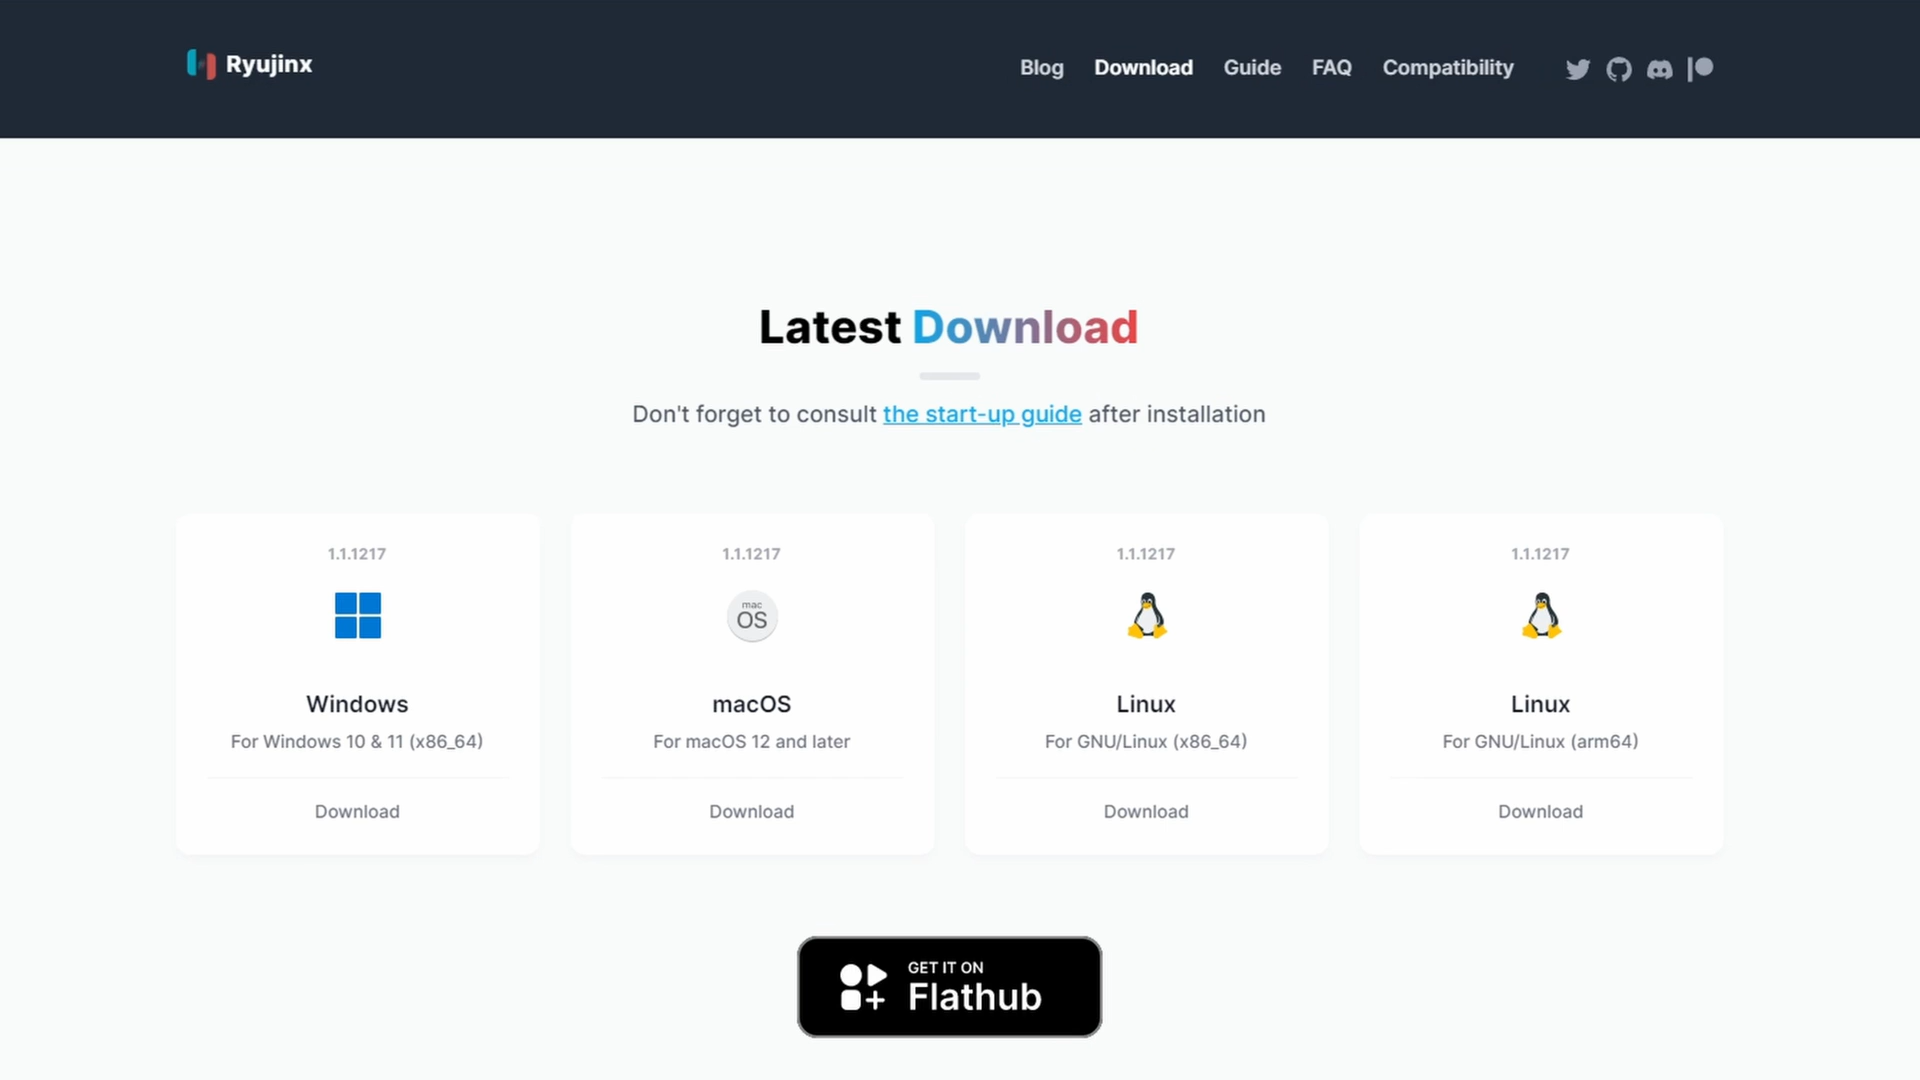 Ryujinx
Blog Download Guide FAQ Compatibility
Latest Download
Don't forget to consult the start-up guide after installation
1.1.1217
mac
OS
Windows
For Windows 10 & 11 (x86_64)
Download
1.1.1217
macOS
For macOS 12 and later
Download
1.1.1217
Linux
For GNU/Linux (x86_64)
Download
1.1.1217
Linux
For GNU/Linux (arm64)
Download
GET IT ON
Flathub